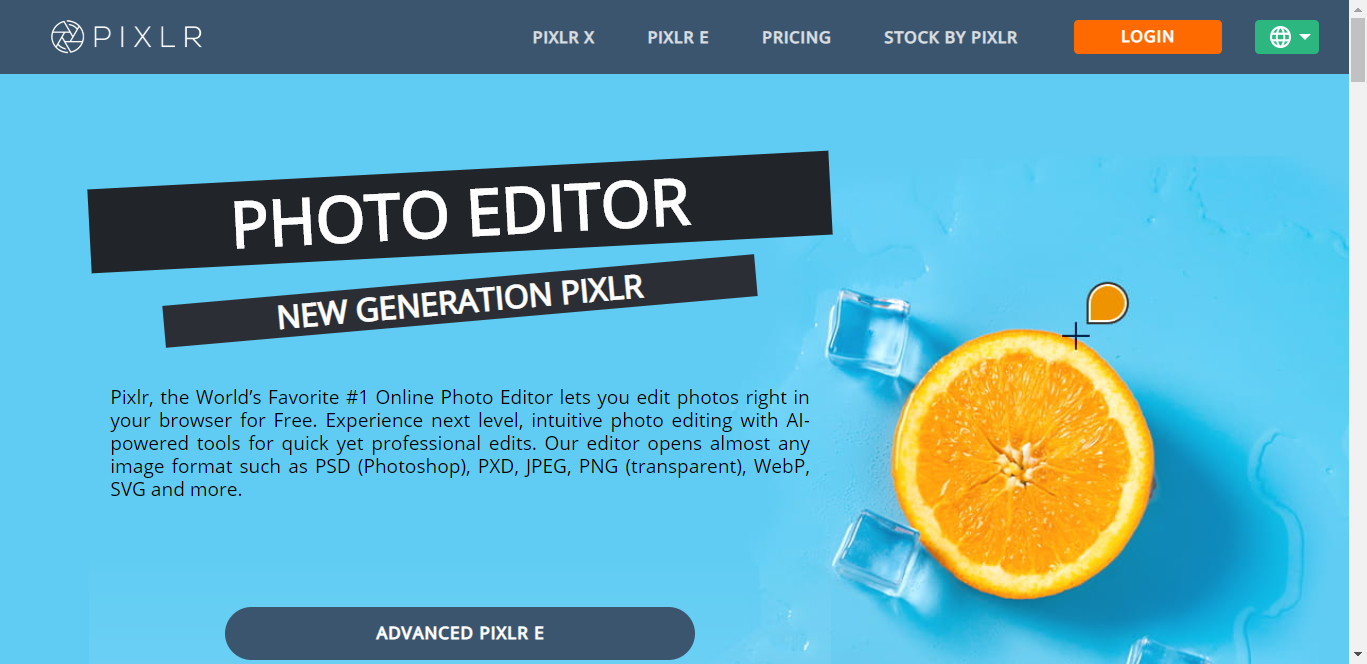 PIXLR
PIXLR X
PIXLR E
PRICING
STOCK BY PIXLR
LOGIN
PHOTO EDITOR
NEW GENERATION PIXLR
Pixlr, the World’s Favorite #1 Online Photo Editor lets you edit photos right in
your browser for Free. Experience next level, intuitive photo editing with AI-
powered tools for quick yet professional edits. Our editor opens almost any
image format such as PSD (Photoshop), PXD, JPEG, PNG (transparent), WebP,
SVG and more.
ADVANCED PIXLR E